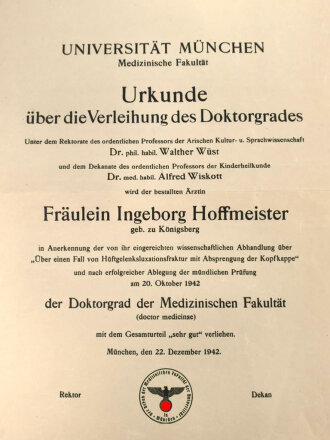 UNIVERSITÄT MÜNCHEN
Medizinische Fakultät
Urkunde
über die Verleihung des Doktorgrades
Unter dem Rektorate des ordentlichen Professors der Arischen Kultur- u. Sprachwissenschaft
Dr. phil. habil. Walther Wüst
und dem Dekanate des ordentlichen Professors der Kinderheilkunde
Dr. med. habil. Alfred Wiskott
wird der bestallten Ärztin
Fräulein Ingeborg Hoffmeister
geb. zu Königsberg
in Anerkennung der von ihr eingereichten wissenschaftlichen Abhandlung über
"Über einen Fall von Hüftgelenksluxationsfraktur mit Absprengung der Kopfkappe"
und nach erfolgreicher Ablegung der mündlichen Prüfung
am 20. Oktober 1942
der Doktorgrad der Medizinischen Fakultät
(doctor medicinae)
mit dem Gesamturteil „sehr gut" verliehen.
München, den 22. Dezember 1942.
Rektor
Dekan